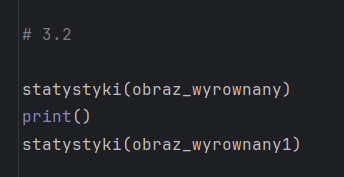 # 3.2
statystyki(obraz_wyrownany)
print()
statystyki(obraz_wyrownany1)